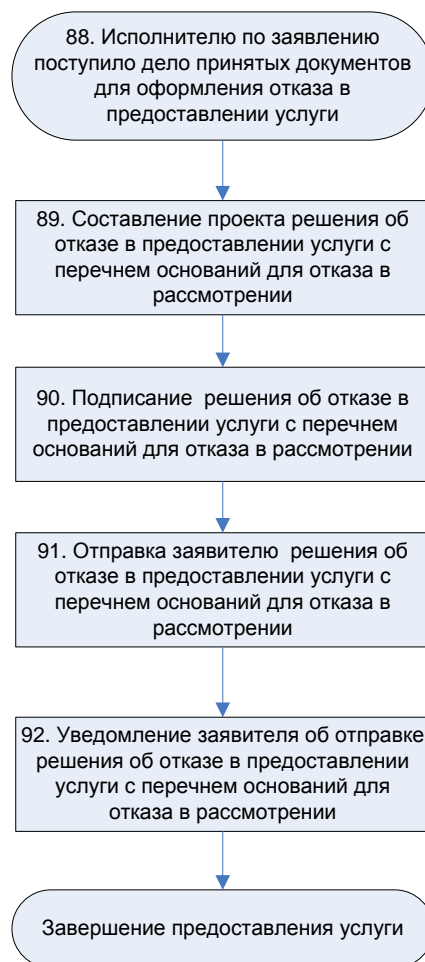 88. Исполнителю по заявлению
поступило дело принятых документов
для оформления отказа в
предоставлении услуги
89. Составление проекта решения об
отказе в предоставлении услуги с
перечнем оснований для отказа в
рассмотрении
90. Подписание решения об отказе в
предоставлении услуги с перечнем
оснований для отказа в рассмотрении
91. Отправка заявителю решения об
отказе в предоставлении услуги с
перечнем оснований для отказа в
рассмотрении
92. Уведомление заявителя об отправке
решения об отказе в предоставлении
услуги с перечнем оснований для
отказа в рассмотрении
Завершение предоставления услуги